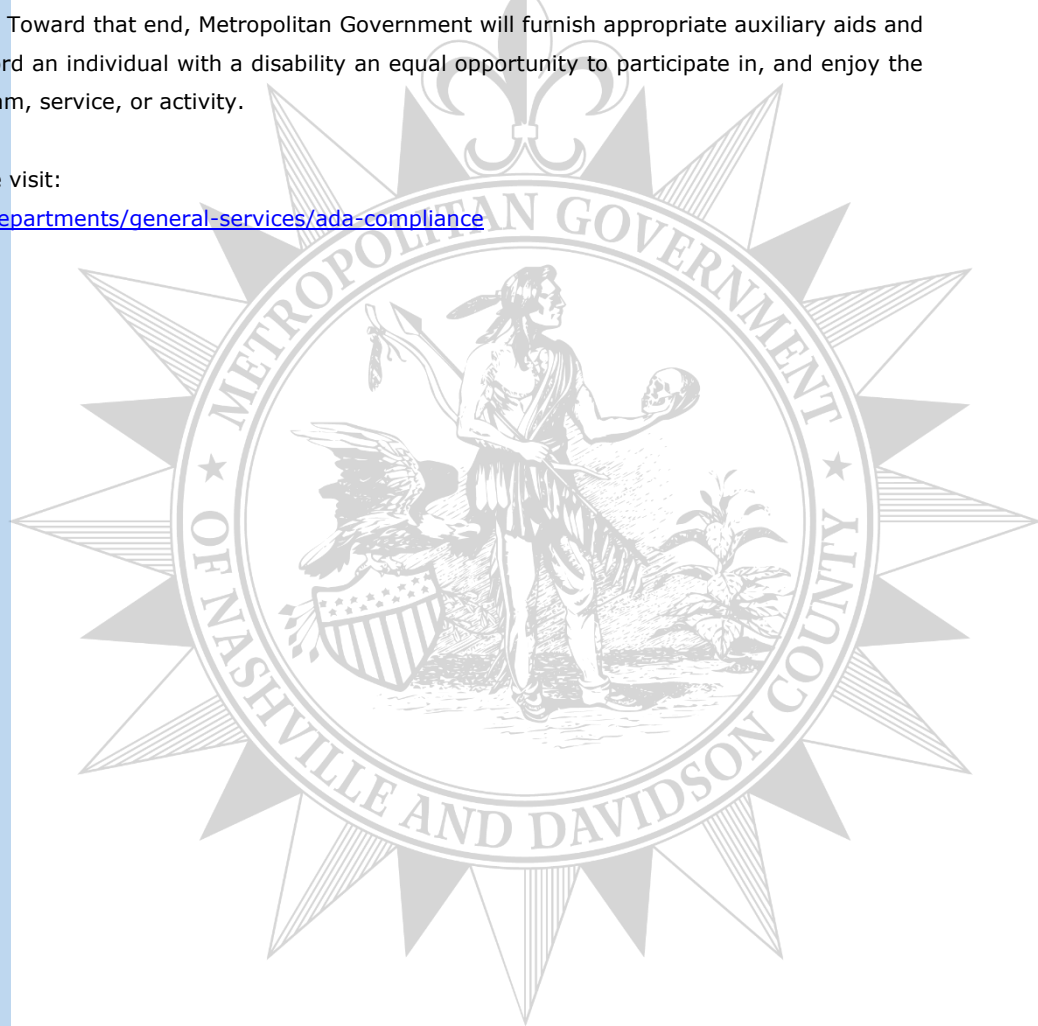 Toward that end, Metropolitan Government will furnish appropriate auxiliary aids and
rd an individual with a disability an equal opportunity to participate in, and enjoy the
m, service, or activity.
visit:
epartments/general-services/ada-compliance
METROPOLITAN GOVERNMENT
OF NASHVILLE AND DAVIDSON COUNTY